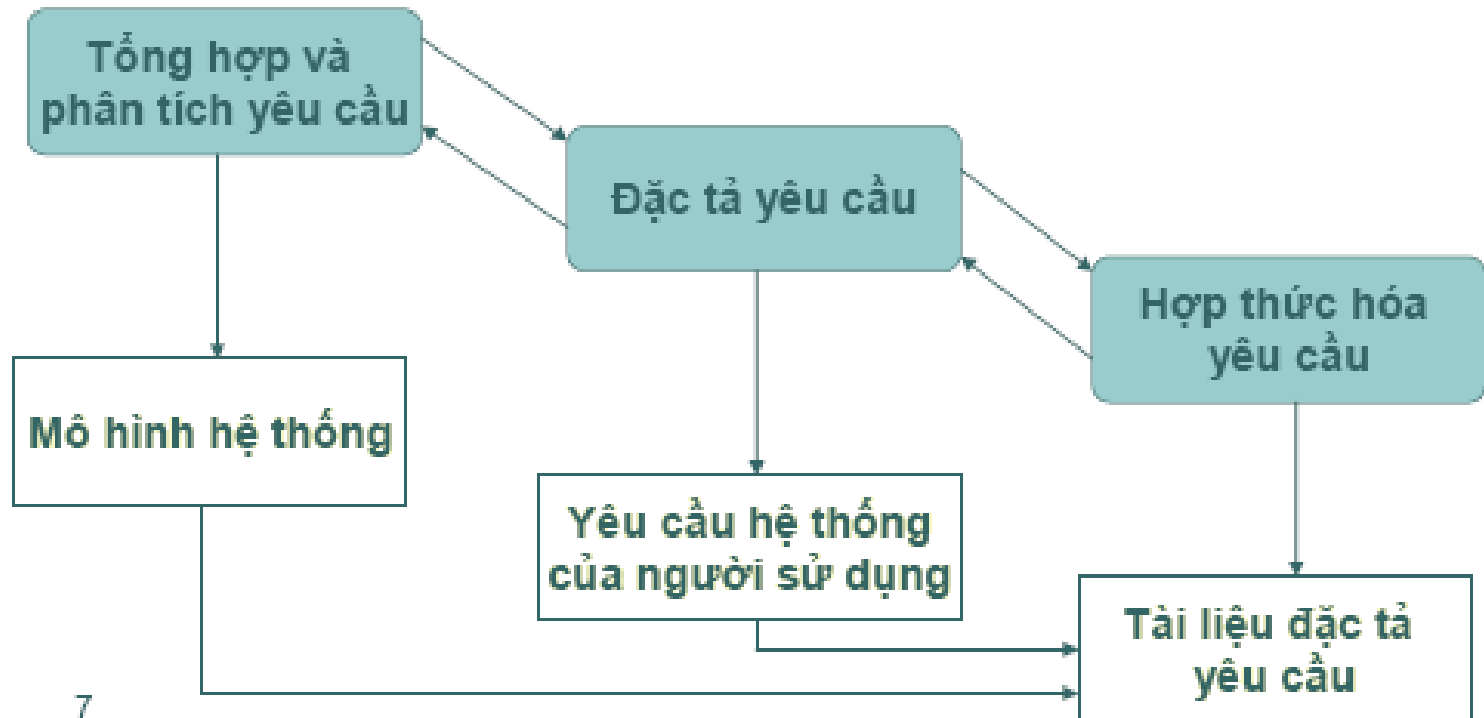 Tổng hợp và
phân tích yêu cầu
Đặc tả yêu cầu
Hợp thức hóa
yêu cầu
Mô hình hệ thống
Yêu cầu hệ thống
của người sử dụng
Tài liệu đặc tả
yêu cầu
7